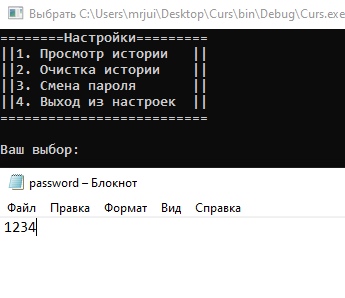 Выбрать C:\Users\mrjui\Desktop\Curs\bin\Debug\Curs.exe
========Настройки=========
||1. Просмотр истории   ||
||2. Очистка истории    ||
||3. Смена пароля       ||
||4. Выход из настроек  ||
==========================
Ваш выбор:
password – Блокнот
Файл Правка Формат Вид Справка
1234